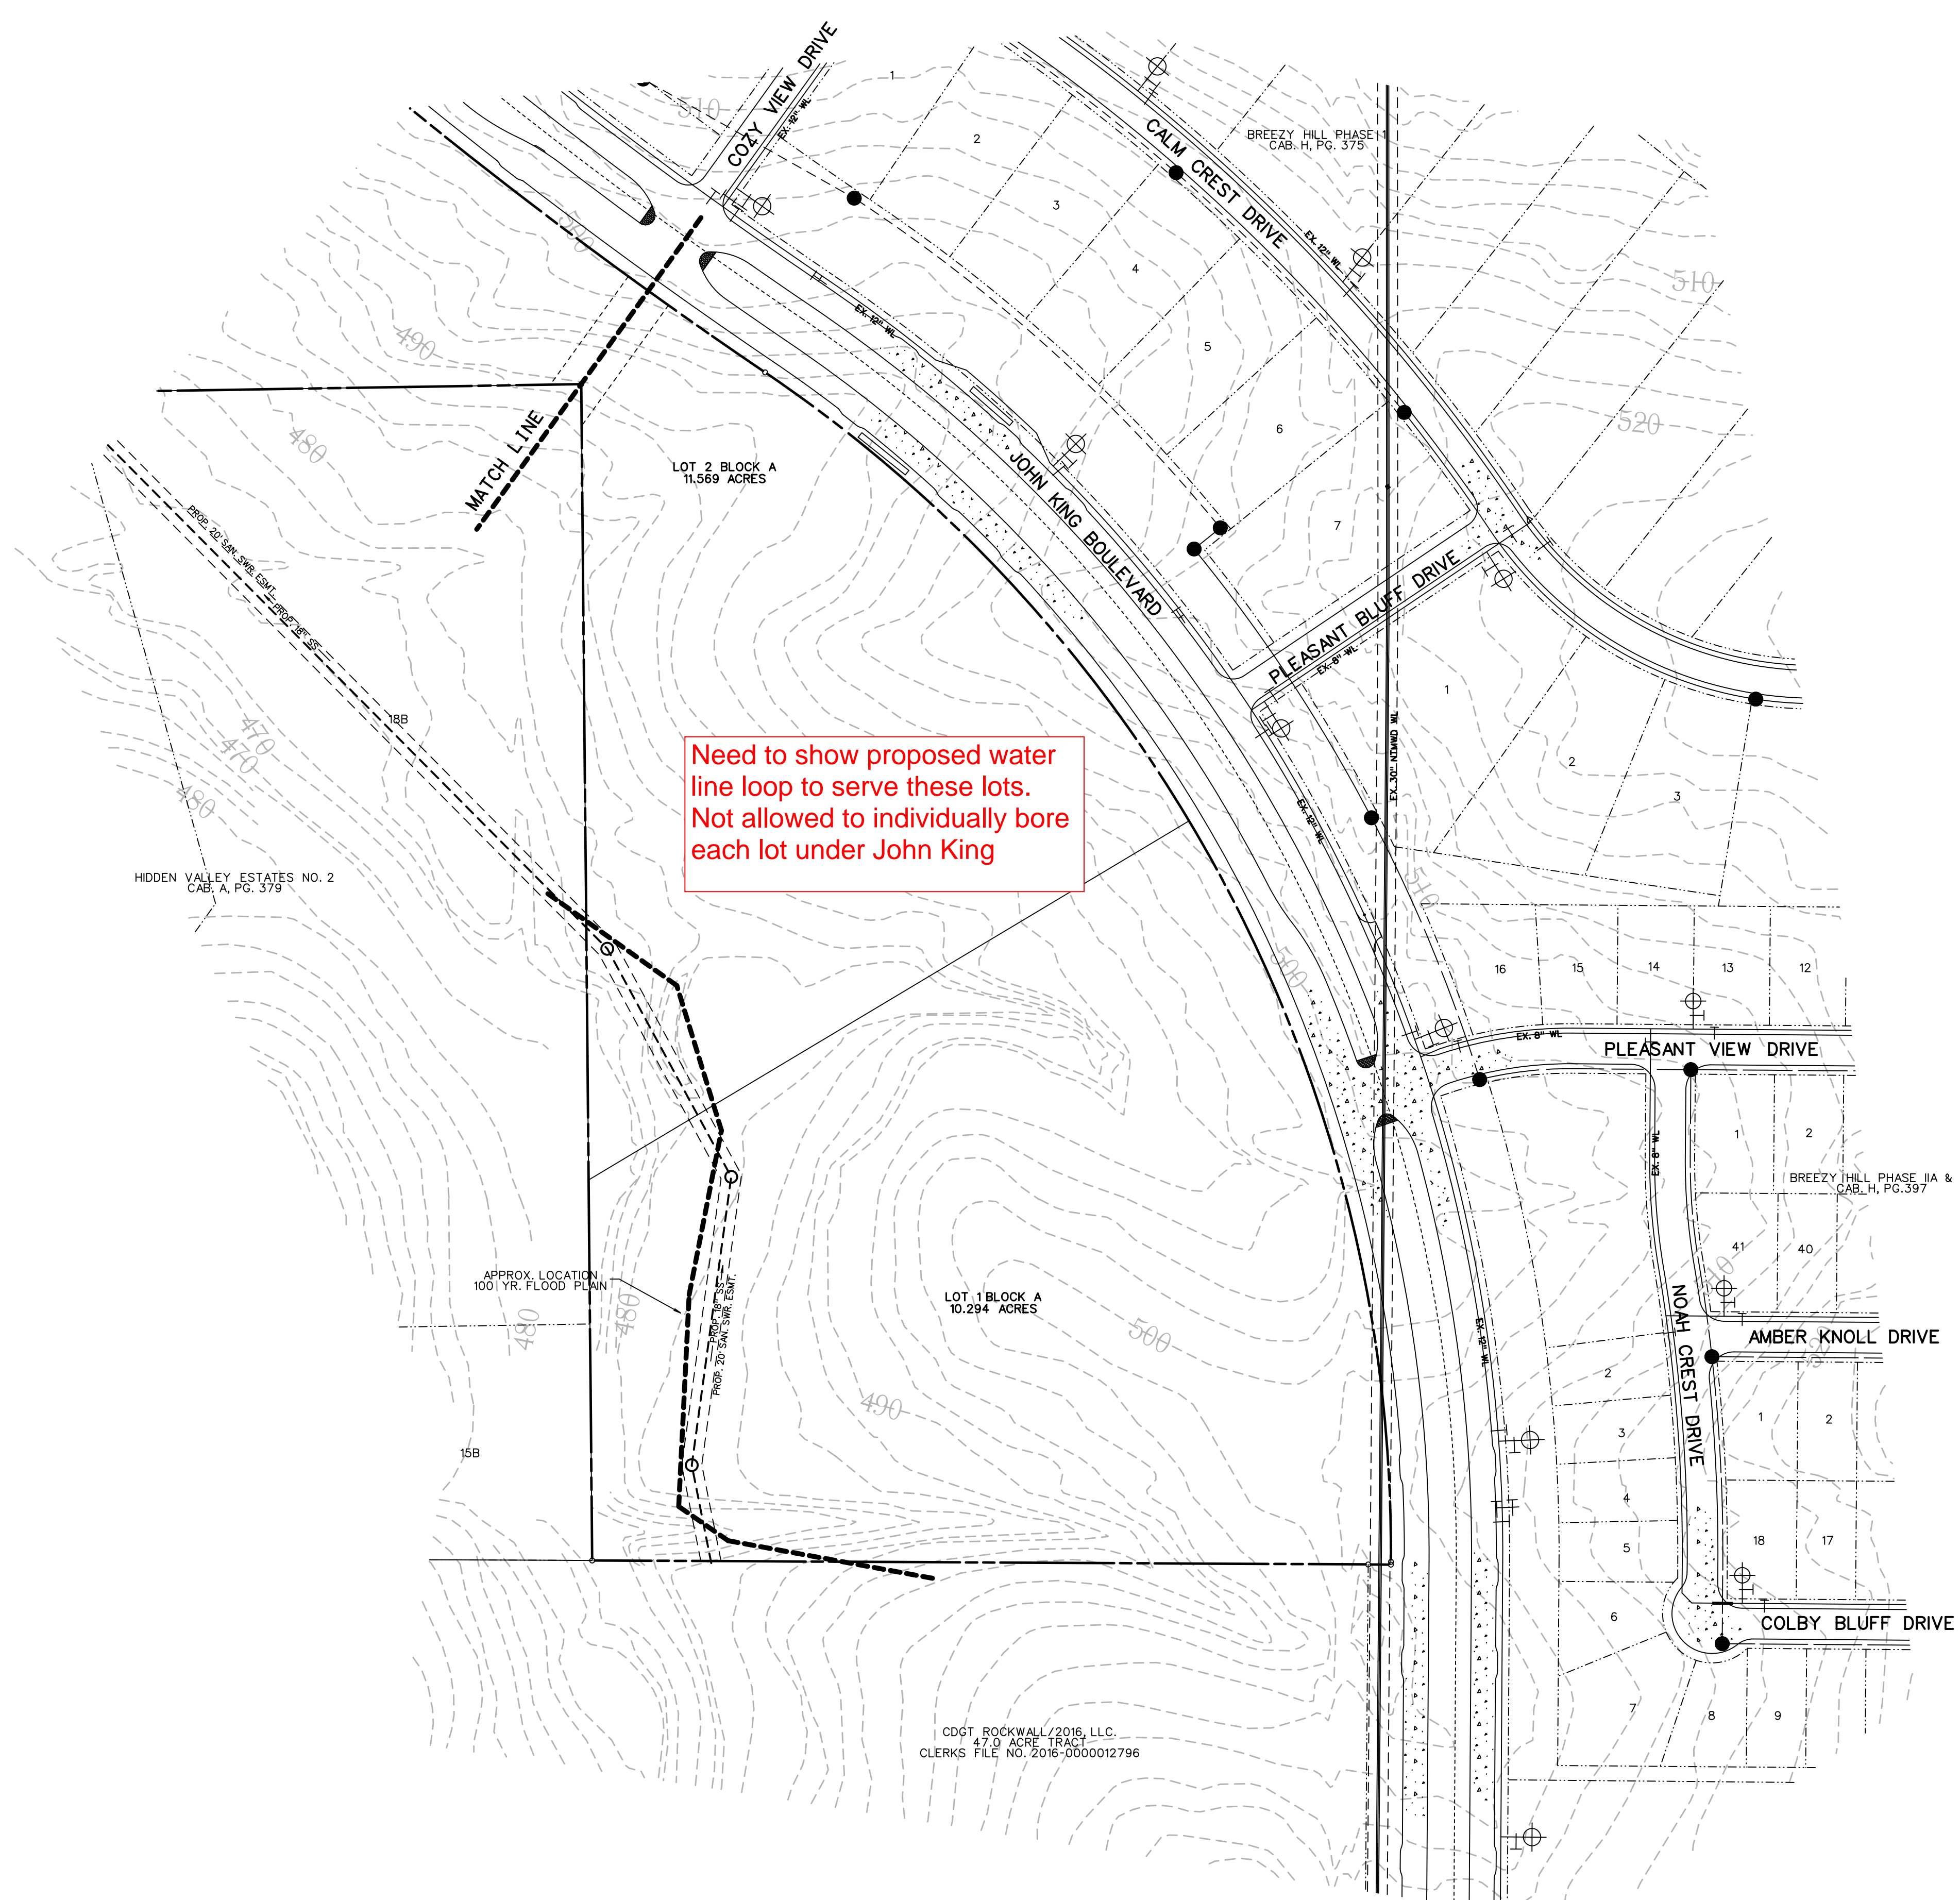 COZY VIEW DRIVE
EX. 12" WL
510
1
2
3
4
5
6
7
CALM CREST DRIVE
EX. 12" WL
BREEZY HILL PHASE 1
CAB. H, PG. 375
510
520
490
480
MATCH LINE
LOT 2 BLOCK A
11.569 ACRES
EX. 12" WL
JOHN KING BOULEVARD
PLEASANT BLUFF DRIVE
EX. 8" WL
PROP. 20' SAN. SWR. ESMT.
PROP. 18" SS
18B
470
470
480
Need to show proposed water
line loop to serve these lots.
Not allowed to individually bore
each lot under John King
HIDDEN VALLEY ESTATES NO. 2
CAB. A, PG. 379
EX. 30" NTMWD WL
EX. 12" WL
1
2
3
510
500
16
15
14
13
12
EX. 8" WL
PLEASANT VIEW DRIVE
EX. 8" WL
1
2
BREEZY HILL PHASE IIA &
CAB. H, PG.397
41
40
510
NOAH CREST DRIVE
AMBER KNOLL DRIVE
520
APPROX. LOCATION
100 YR. FLOOD PLAIN
480
480
PROP. 18" SS
PROP. 20' SAN. SWR. ESMT.
LOT 1 BLOCK A
10.294 ACRES
500
490
EX. 12" WL
15B
2
3
4
5
6
7
8
9
1
2
18
17
COLBY BLUFF DRIVE
CDGT ROCKWALL/2016, LLC.
47.0 ACRE TRACT
CLERKS FILE NO. 2016-0000012796